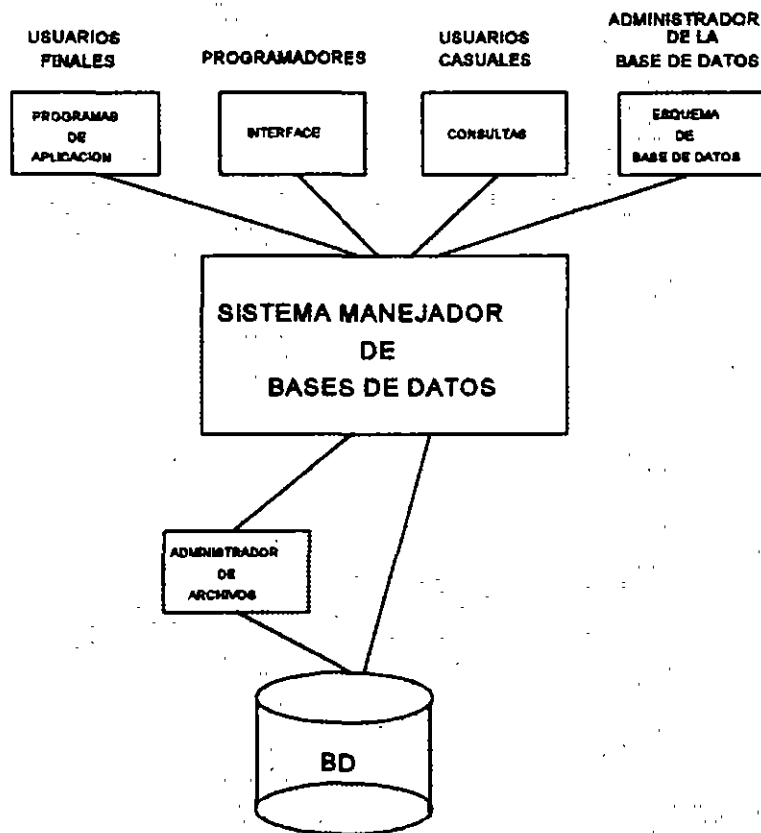 USUARIOS
FINALES
PROGRAMADORES
USUARIOS
CASUALES
ADMINISTRADOR
DE LA
BASE DE DATOS
PROGRAMAS
DE
APLICACION
INTERFACE
CONSULTAS
ESQUEMA
DE
BASE DE DATOS
SISTEMA MANEJADOR
DE
BASES DE DATOS
ADMINISTRADOR
DE
ARCHIVOS
BD